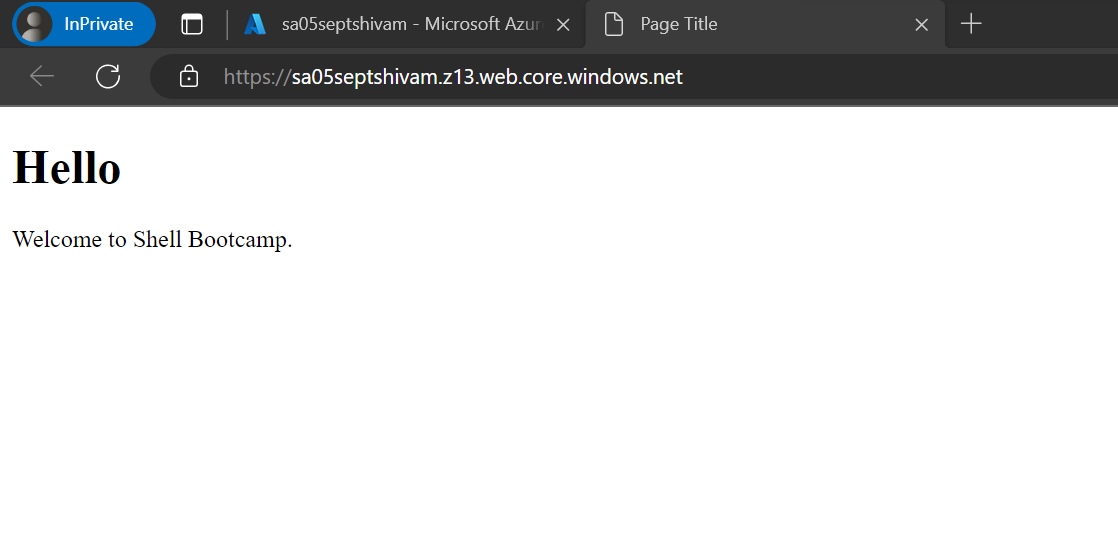 InPrivate
sa05septshivam - Microsoft Azur
Page Title
https://sa05septshivam.z13.web.core.windows.net
Hello
Welcome to Shell Bootcamp.